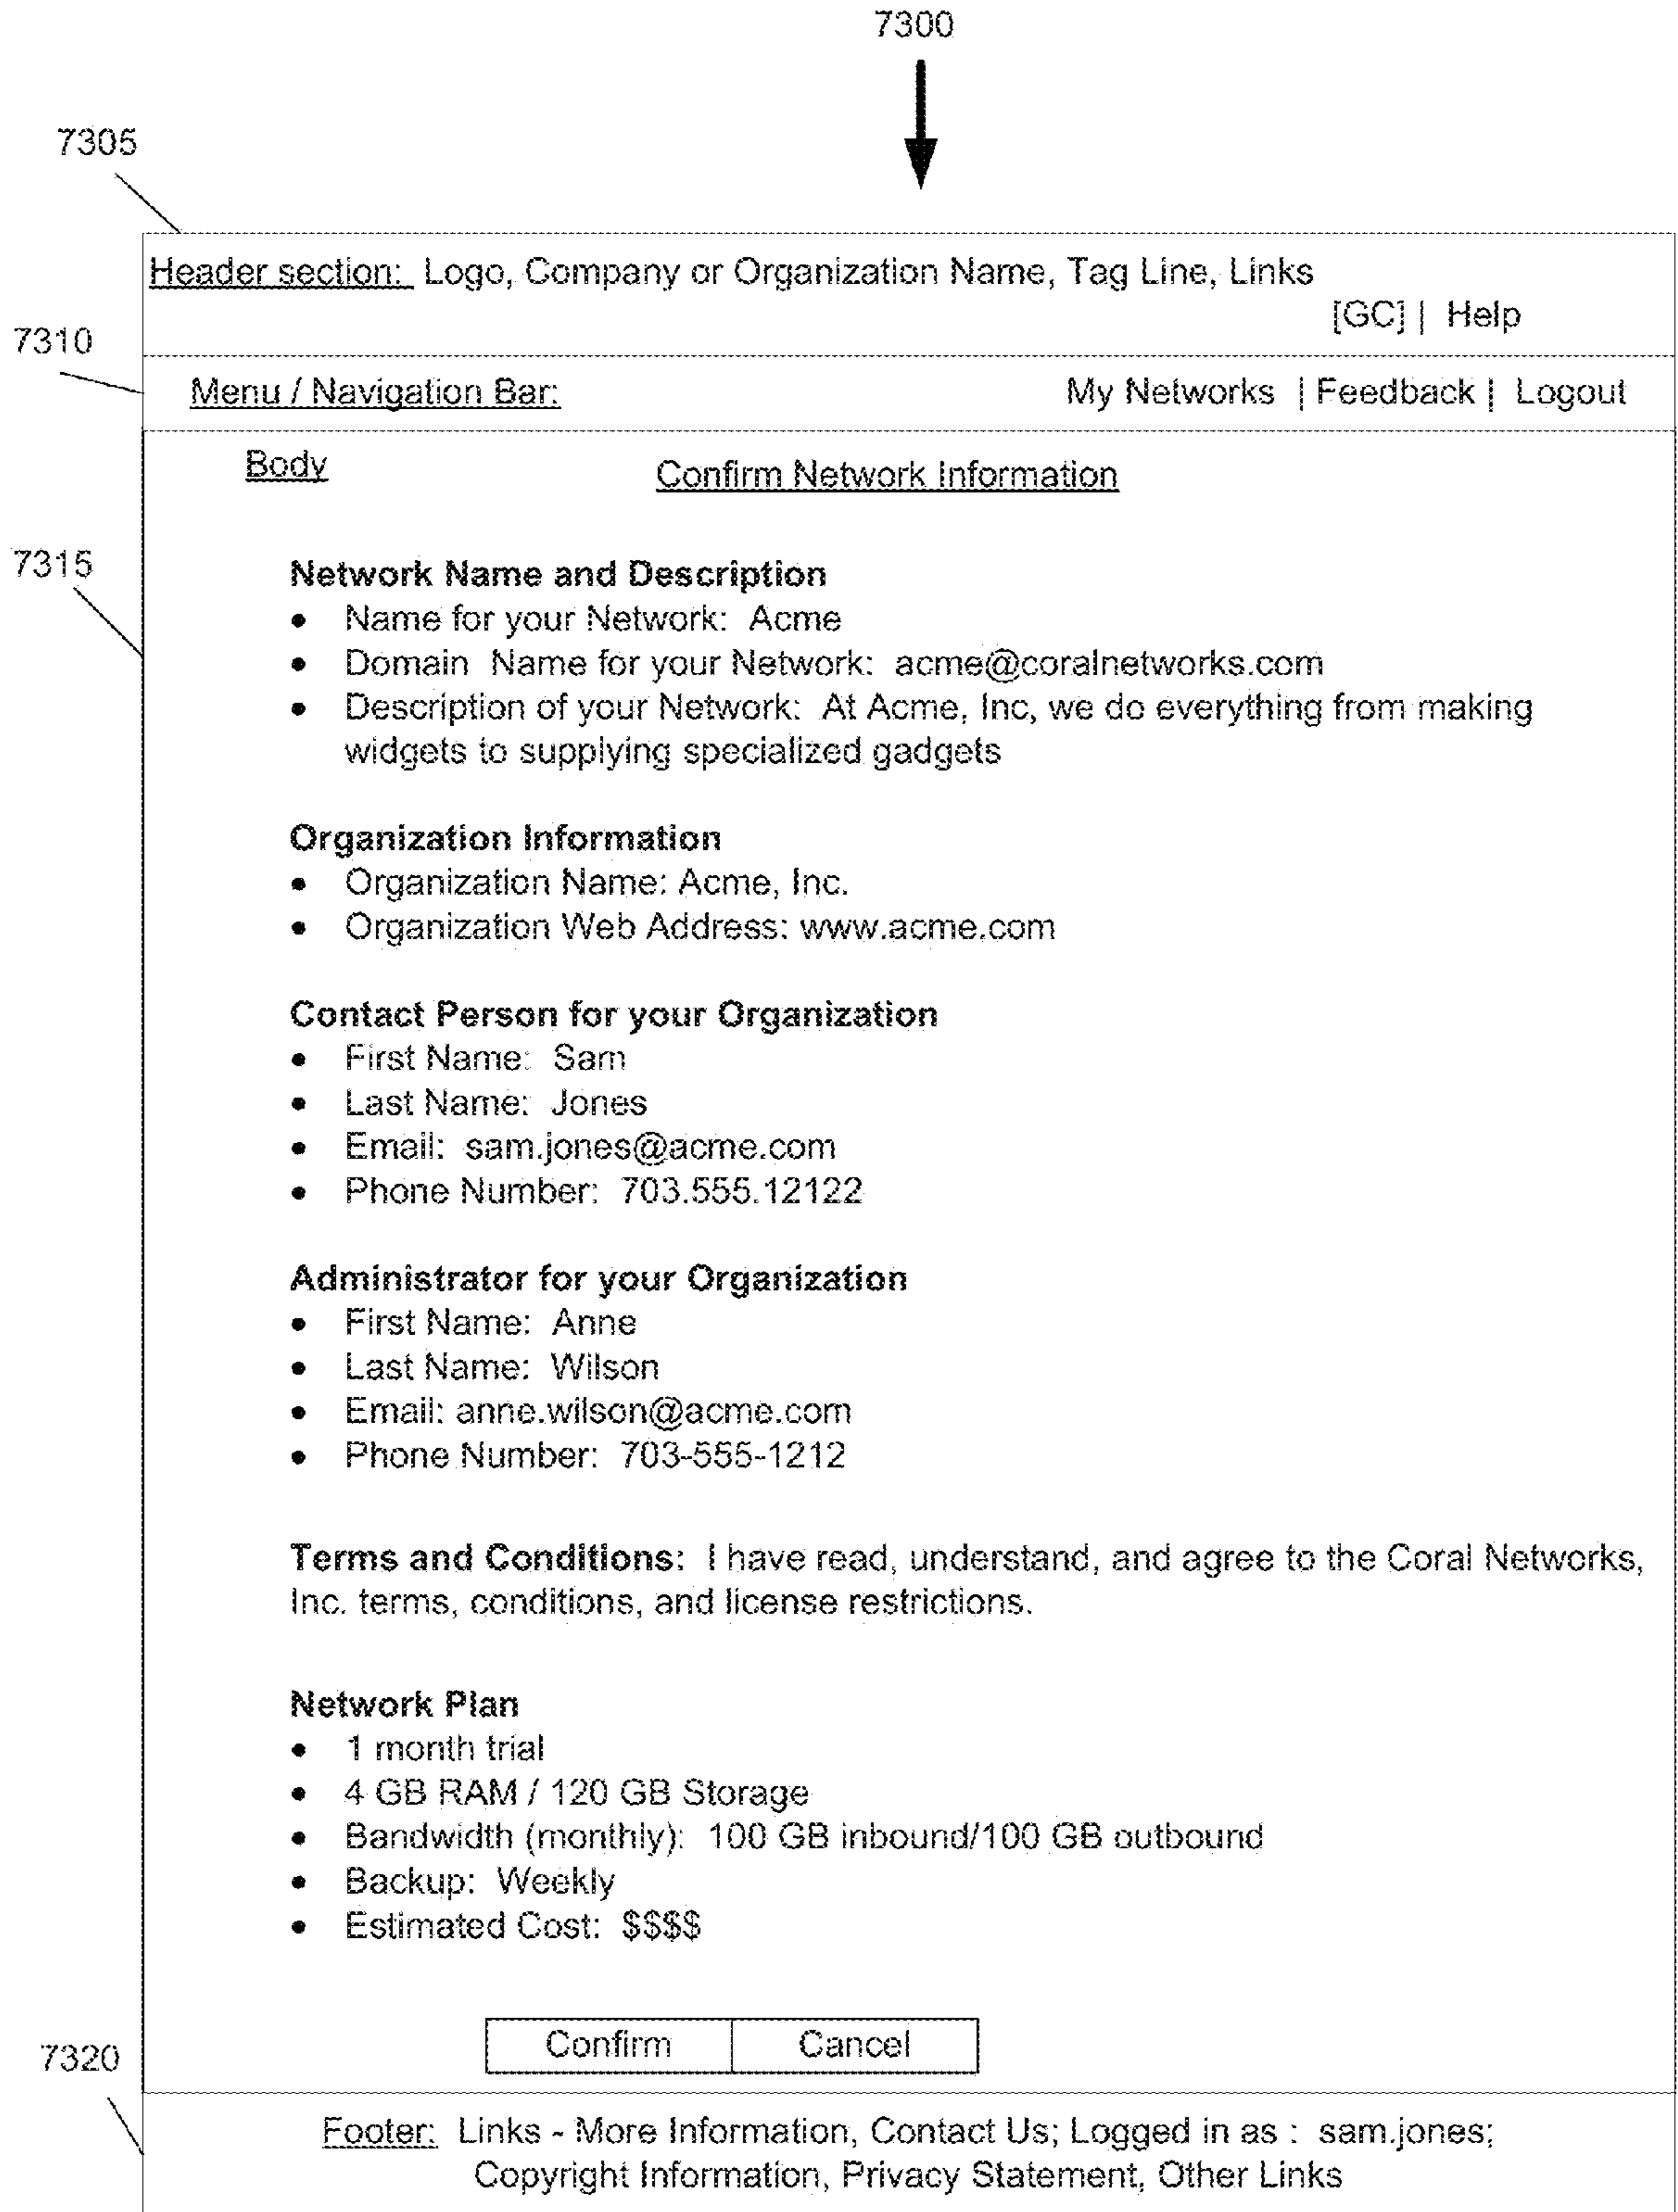 7300
7305
Header section: Logo, Company or Organization Name, Tag Line, Links
[GC] | Help
7310
Menu / Navigation Bar: My Networks | Feedback | Logout
Body
Confirm Network Information
7315
Network Name and Description
• Name for your Network: Acme
• Domain Name for your Network: acme@coralnetworks.com
• Description of your Network: At Acme, Inc, we do everything from making
widgets to supplying specialized gadgets
Organization Information
• Organization Name: Acme, Inc.
• Organization Web Address: www.acme.com
Contact Person for your Organization
• First Name: Sam
• Last Name: Jones
• Email: sam.jones@acme.com
• Phone Number: 703.555.12122
Administrator for your Organization
• First Name: Anne
• Last Name: Wilson
• Email: anne.wilson@acme.com
• Phone Number: 703-555-1212
Terms and Conditions: I have read, understand, and agree to the Coral Networks,
Inc. terms, conditions, and license restrictions.
Network Plan
• 1 month trial
• 4 GB RAM / 120 GB Storage
• Bandwidth (monthly): 100 GB inbound/100 GB outbound
• Backup: Weekly
• Estimated Cost: $$$$
Confirm Cancel
7320
Footer: Links - More Information, Contact Us; Logged in as : sam.jones;
Copyright Information, Privacy Statement, Other Links